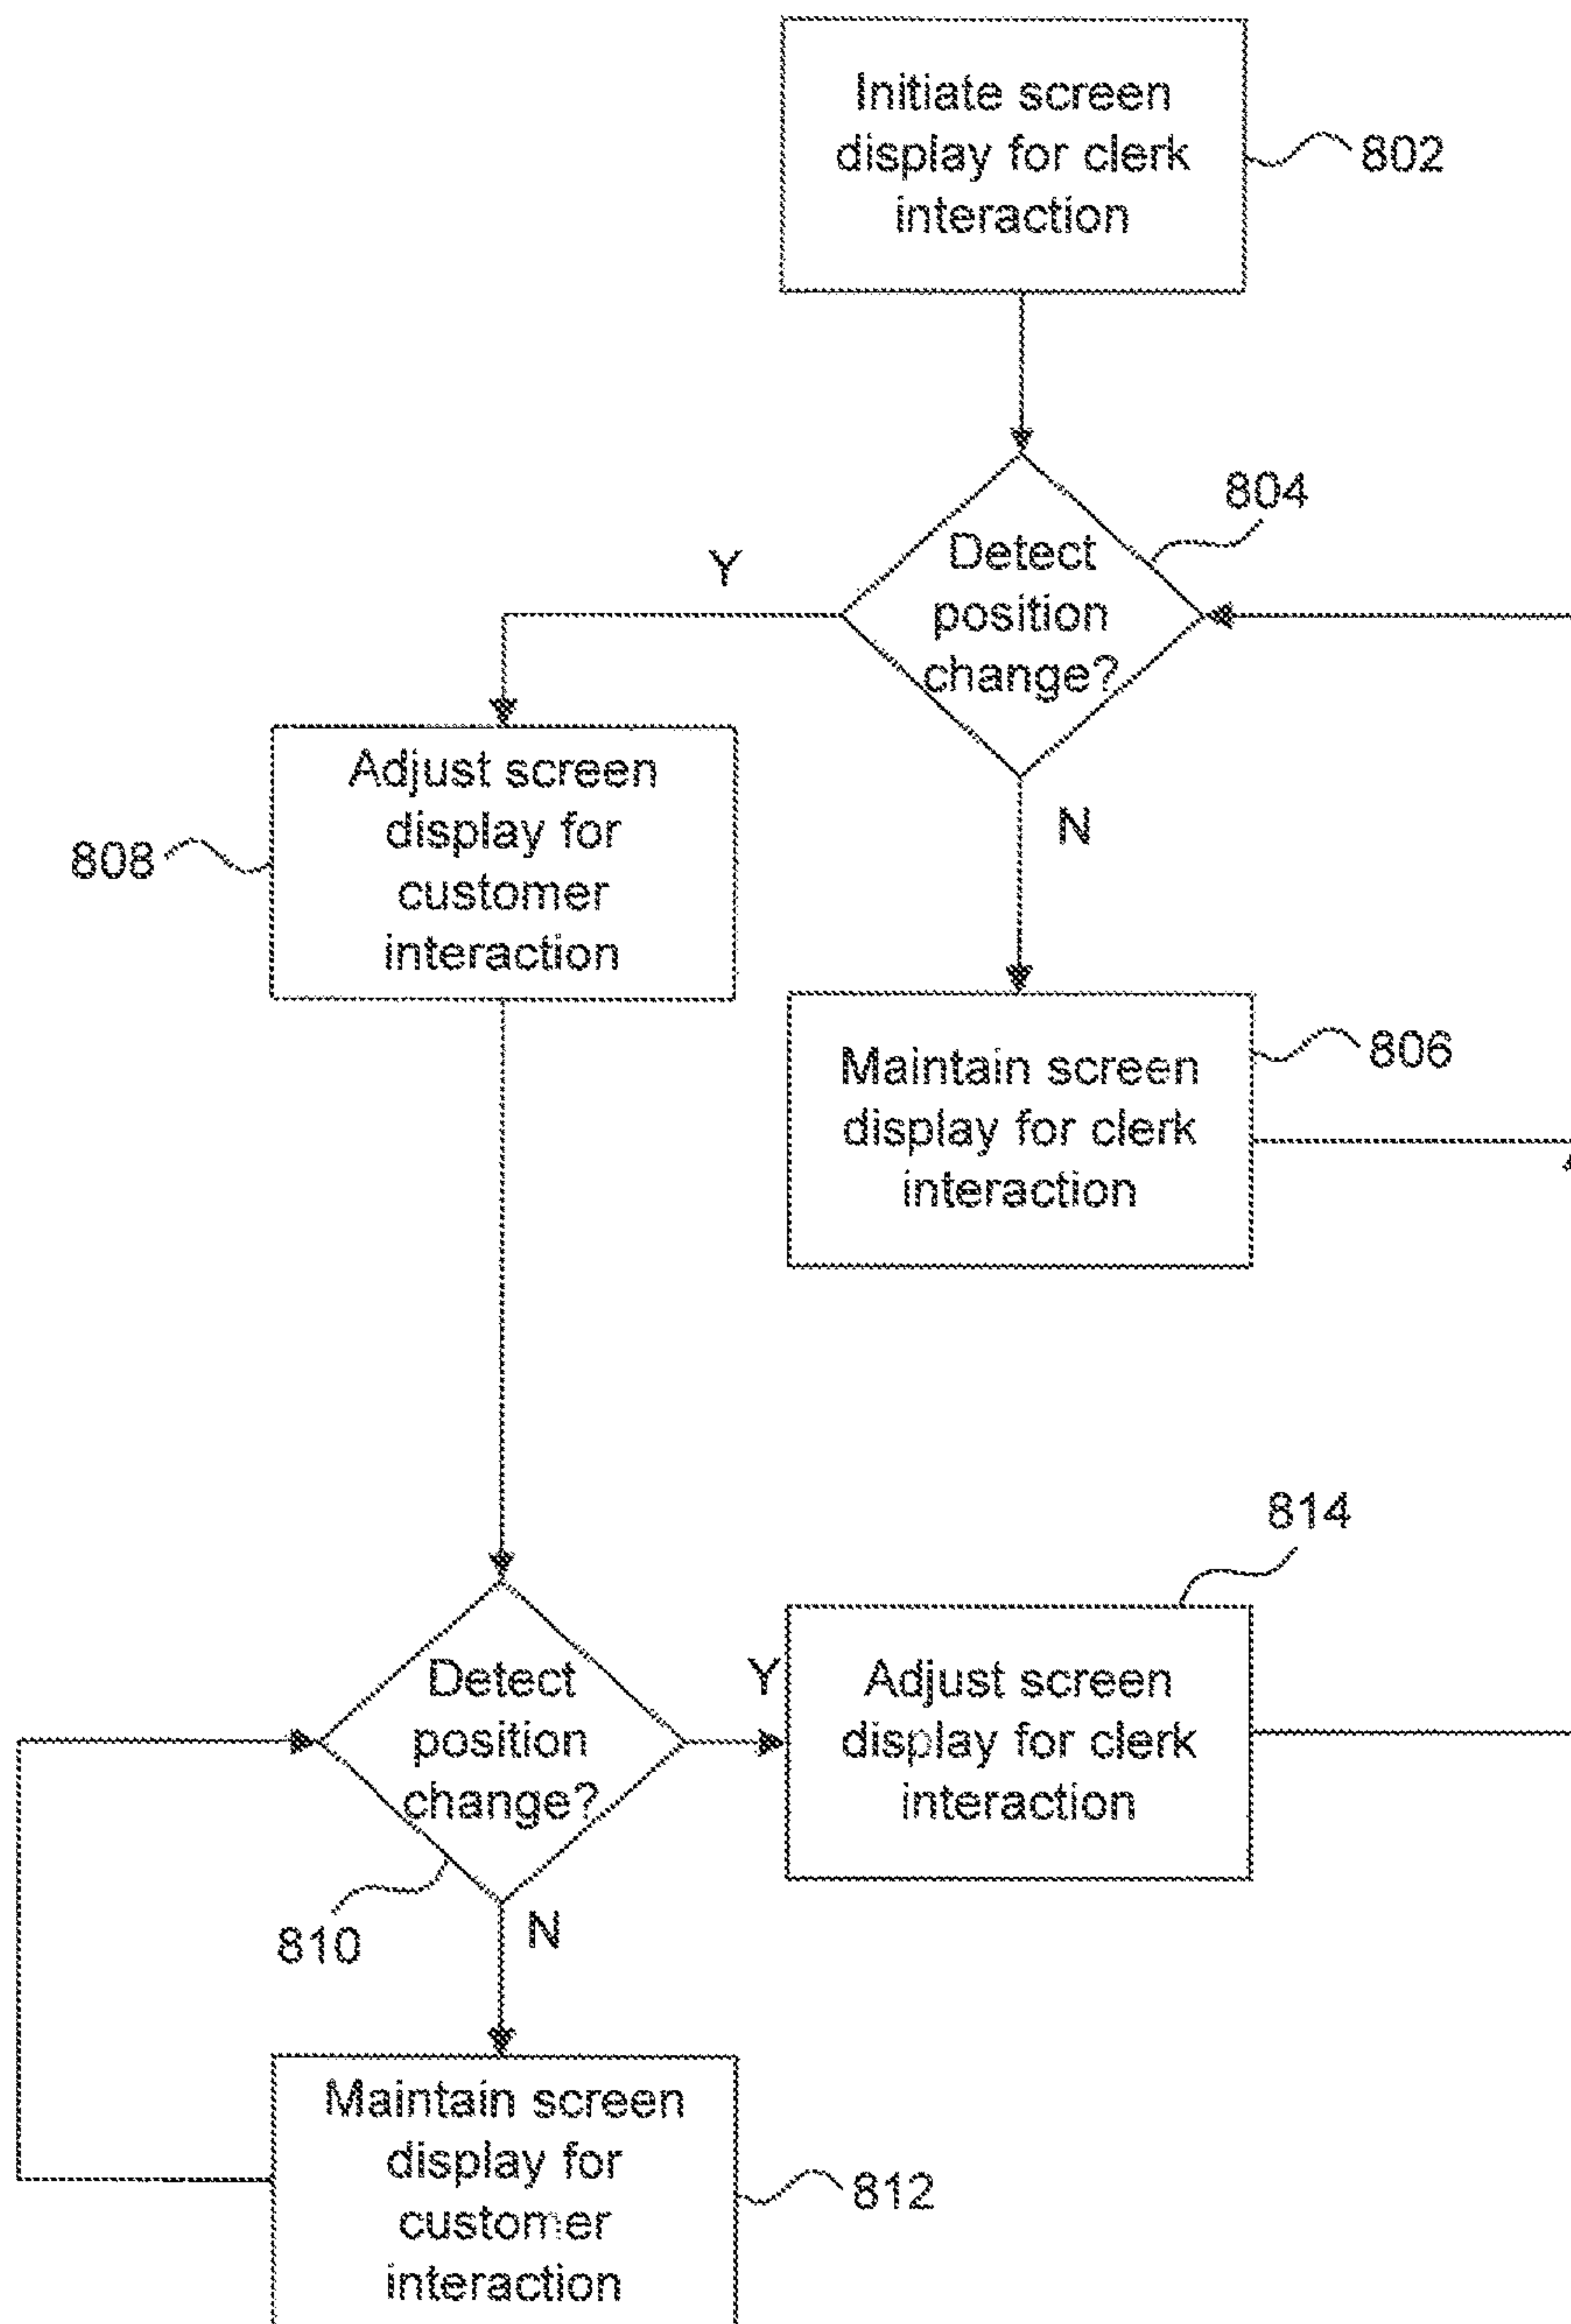 Initiate screen
display for clerk
interaction
802
804
Detect
position
change?
Y
N
Adjust screen
display for
customer
interaction
808
Maintain screen
display for clerk
interaction
806
814
Detect
position
change?
Y
Adjust screen
display for clerk
interaction
810
N
Maintain screen
display for
customer
interaction
812